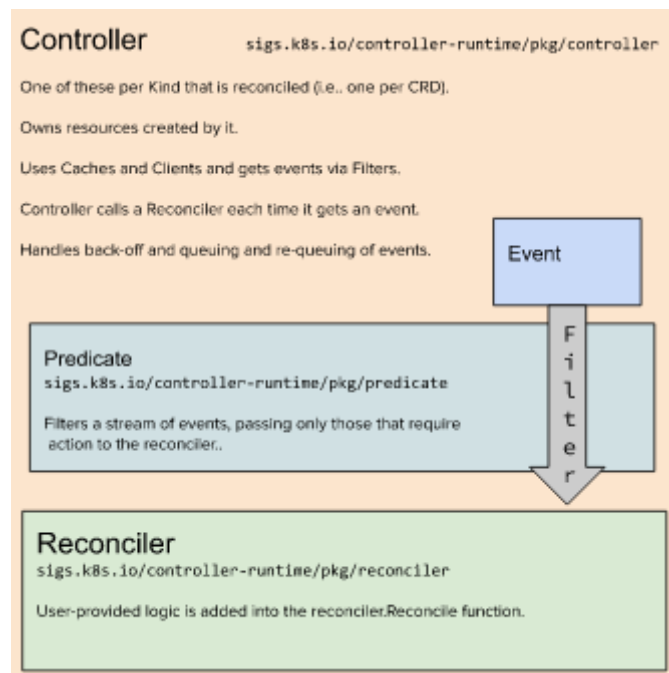 Controller sigs.k8s.io/controller-runtime/pkg/controller
One of these per Kind that is reconciled (i.e.. one per CRD).
Owns resources created by it.
Uses Caches and Clients and gets events via Filters.
Controller calls a Reconciler each time it gets an event.
Handles back-off and queuing and re-queuing of events.
Event
Filter
Predicate
sigs.k8s.io/controller-runtime/pkg/predicate
Filters a stream of events, passing only those that require
action to the reconciler..
Reconciler
sigs.k8s.io/controller-runtime/pkg/reconciler
User-provided logic is added into the reconciler.Reconcile function.